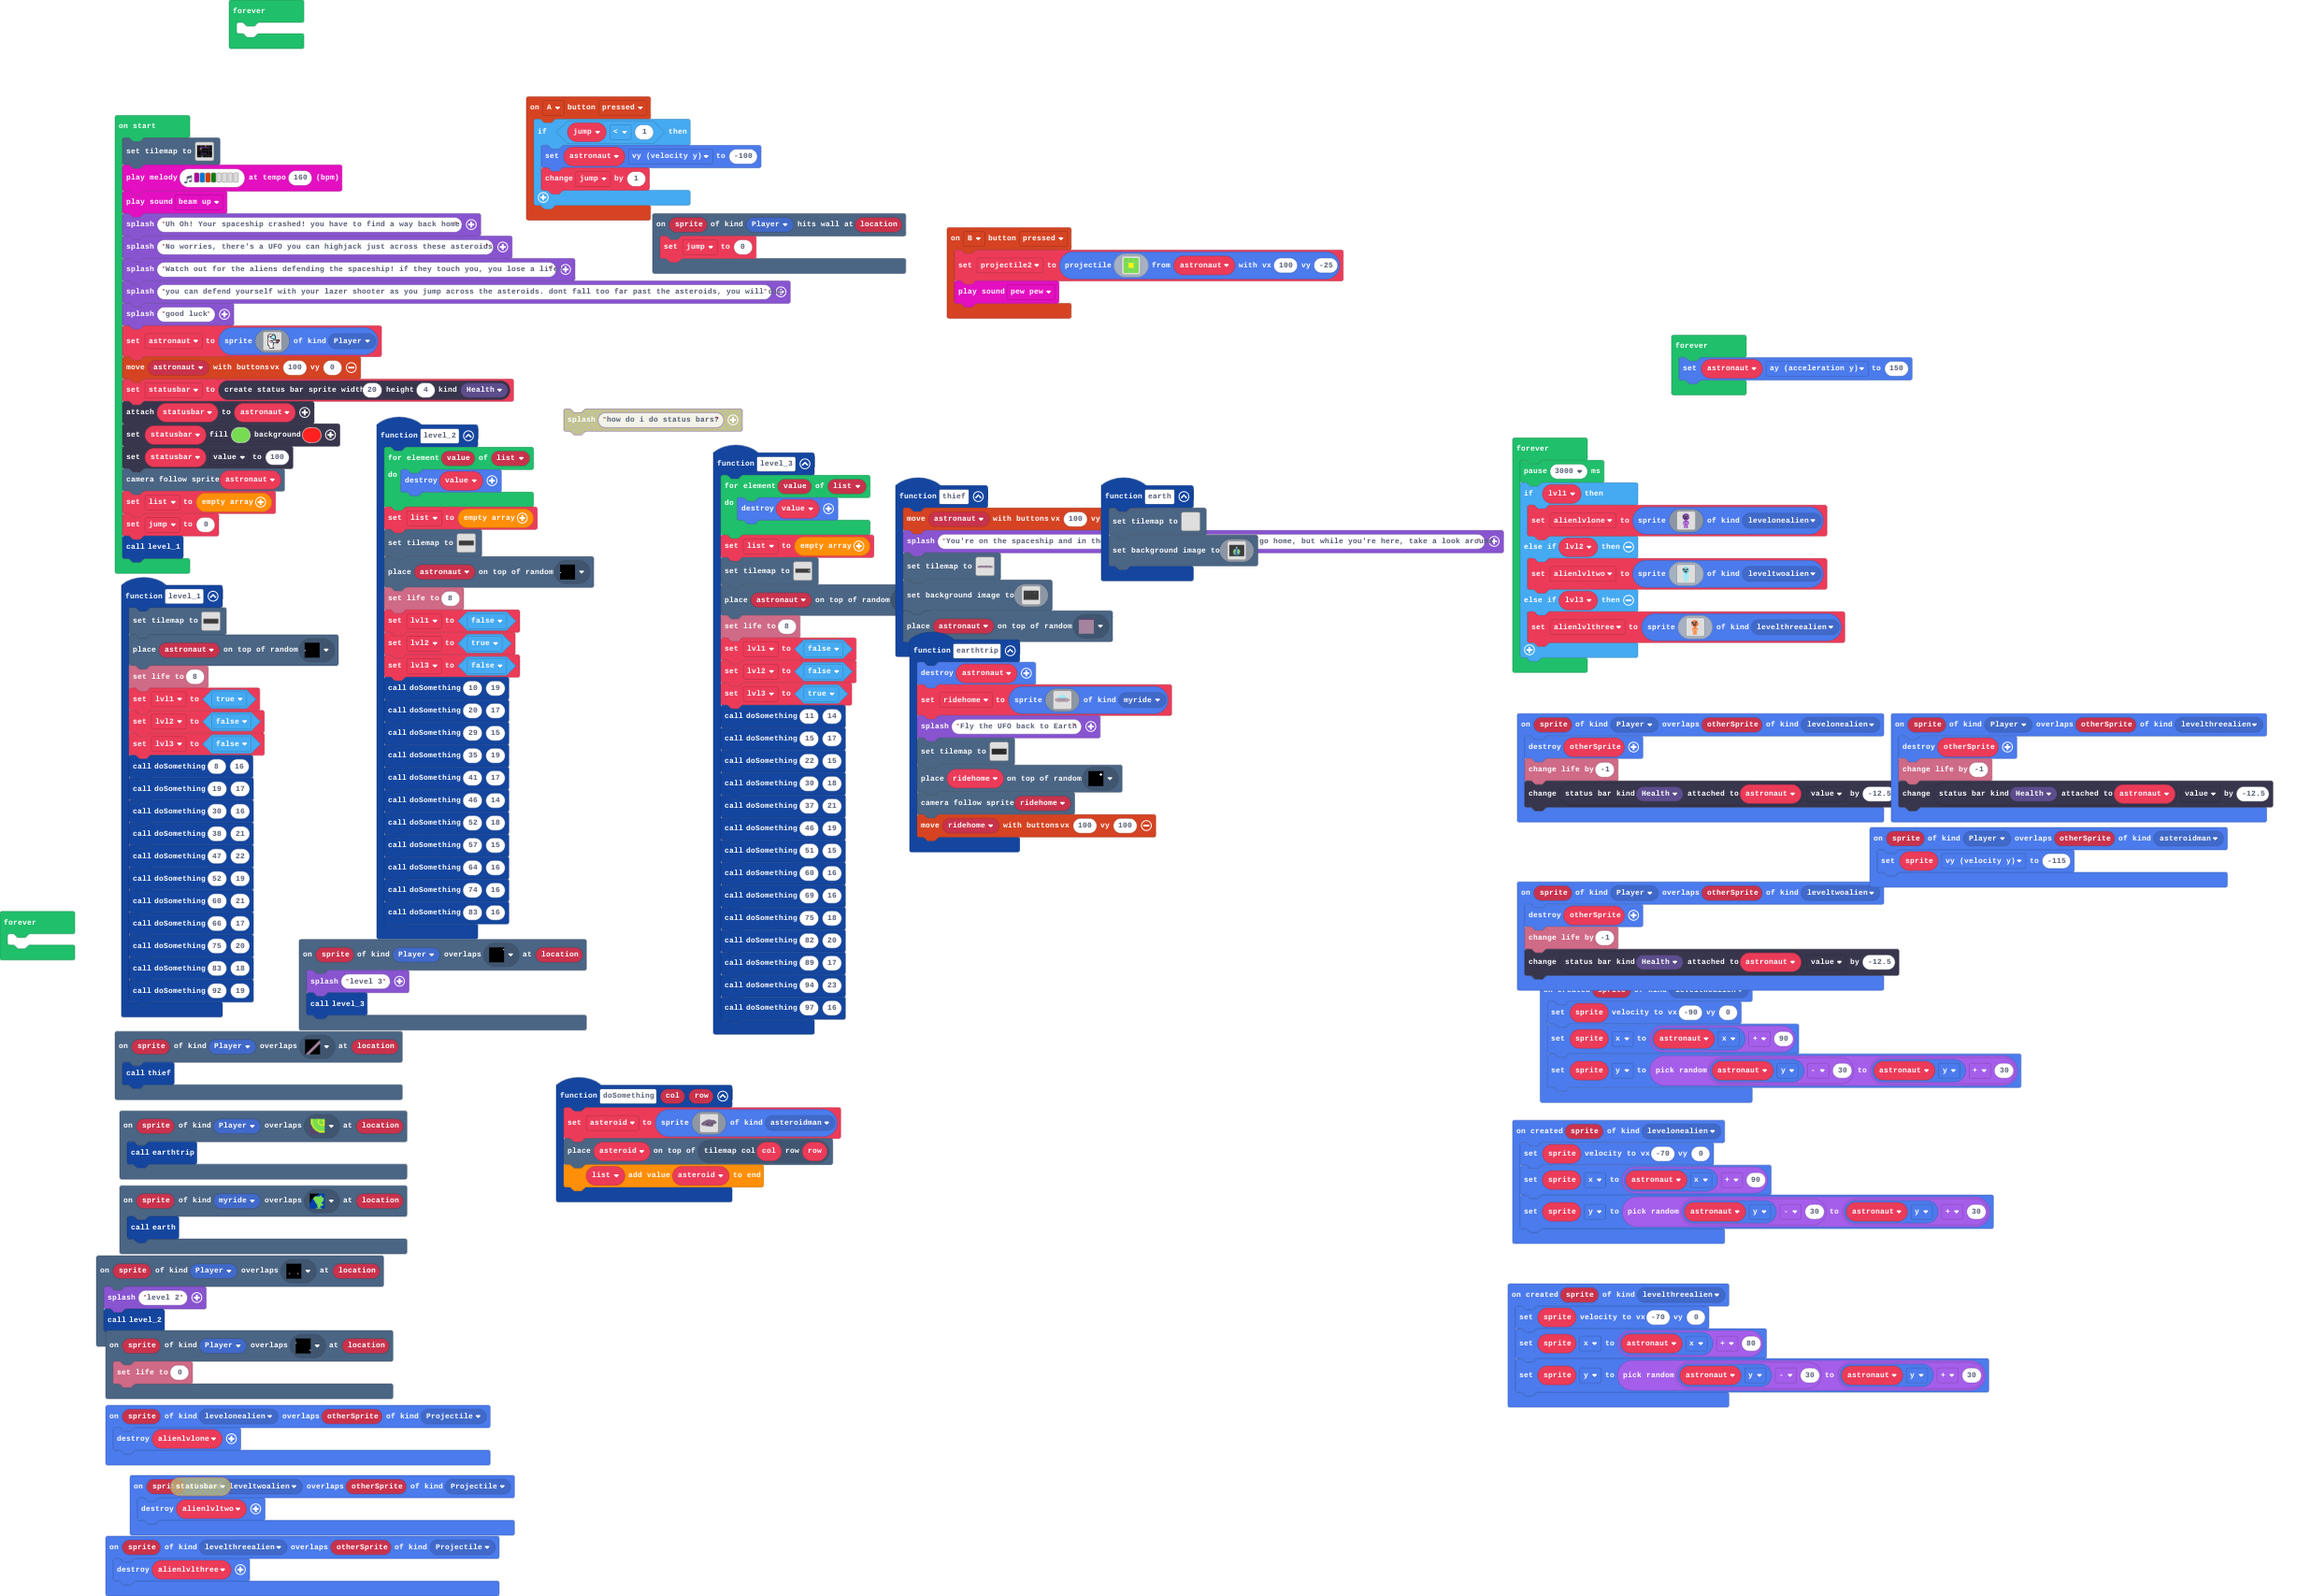 forever
on start
set tilemap to
play melody at tempo 160 (bpm)
play sound beam up
splash "Uh Oh! Your spaceship crashed! you have to find a way back home
splash "No worries, there's a UFO you can highjack just across these asteroids
splash "Watch out for the aliens defending the spaceship! if they touch you, you lose a life
splash "you can defend yourself with your lazer shooter as you jump across the asteroids. dont fall too far past the asteroids, you will
splash "good luck"
set astronaut to sprite of kind Player
move astronaut with buttons vx 100 vy 0
set statusbar to create status bar sprite width 20 height 4 kind Health
attach statusbar to astronaut
set statusbar fill background
set statusbar value to 100
camera follow sprite astronaut
set list to empty array
set jump to 0
call level_1
on A button pressed
if jump < 1 then
set astronaut vy (velocity y) to -100
change jump by 1
on sprite of kind Player hits wall at location
set jump to 0
on B button pressed
set projectile2 to projectile from astronaut with vx 100 vy -25
play sound pew pew
forever
set astronaut ay (acceleration y) to 150
splash "how do i do status bars?
function level_1
set tilemap to
place astronaut on top of random
set life to 8
set lvl1 to true
set lvl2 to false
set lvl3 to false
call doSomething 8 16
call doSomething 19 17
call doSomething 30 16
call doSomething 38 21
call doSomething 47 22
call doSomething 52 19
call doSomething 60 21
call doSomething 66 17
call doSomething 75 20
call doSomething 83 18
call doSomething 92 19
function level_2
for element value of list
do destroy value
set list to empty array
set tilemap to
place astronaut on top of random
set life to 8
set lvl1 to false
set lvl2 to true
set lvl3 to false
call doSomething 10 19
call doSomething 20 17
call doSomething 29 15
call doSomething 35 19
call doSomething 41 17
call doSomething 46 14
call doSomething 52 18
call doSomething 57 15
call doSomething 64 16
call doSomething 74 16
call doSomething 83 16
function level_3
for element value of list
do destroy value
set list to empty array
set tilemap to
place astronaut on top of random
set life to 8
set lvl1 to false
set lvl2 to false
set lvl3 to true
call doSomething 11 14
call doSomething 15 17
call doSomething 22 15
call doSomething 30 18
call doSomething 37 21
call doSomething 46 19
call doSomething 51 15
call doSomething 60 16
call doSomething 69 16
call doSomething 75 18
call doSomething 82 20
call doSomething 89 17
call doSomething 94 23
call doSomething 97 16
function thief
move astronaut with buttons vx 100 vy
splash "You're on the spaceship and in th go home, but while you're here, take a look
set tilemap to
set background image to
place astronaut on top of random
function earth
set tilemap to
set background image to
function earthtrip
destroy astronaut
set ridehome to sprite of kind myride
splash "Fly the UFO back to Earth
set tilemap to
place ridehome on top of random
camera follow sprite ridehome
move ridehome with buttons vx 100 vy 100
forever
pause 3000 ms
if lvl1 then
set alienlvlone to sprite of kind levelonealien
else if lvl2 then
set alienlvltwo to sprite of kind leveltwoalien
else if lvl3 then
set alienlvlthree to sprite of kind levelthreealien
on sprite of kind Player overlaps otherSprite of kind levelonealien
destroy otherSprite
change life by -1
change status bar kind Health attached to astronaut value by -12.5
on sprite of kind Player overlaps otherSprite of kind levelthreealien
destroy otherSprite
change life by -1
change status bar kind Health attached to astronaut value by -12.5
on sprite of kind Player overlaps otherSprite of kind asteroidman
set sprite vy (velocity y) to -115
on sprite of kind Player overlaps otherSprite of kind leveltwoalien
destroy otherSprite
change life by -1
change status bar kind Health attached to astronaut value by -12.5
on created sprite of kind leveltwoalien
set sprite velocity to vx -90 vy 0
set sprite x to astronaut x + 90
set sprite y to pick random astronaut y - 30 to astronaut y + 30
on created sprite of kind levelonealien
set sprite velocity to vx -70 vy 0
set sprite x to astronaut x + 90
set sprite y to pick random astronaut y - 30 to astronaut y + 30
on created sprite of kind levelthreealien
set sprite velocity to vx -70 vy 0
set sprite x to astronaut x + 80
set sprite y to pick random astronaut y - 30 to astronaut y + 30
forever
on sprite of kind Player overlaps at location
splash "level 3"
call level_3
on sprite of kind Player overlaps at location
call thief
on sprite of kind Player overlaps at location
call earthtrip
on sprite of kind myride overlaps at location
call earth
on sprite of kind Player overlaps at location
splash "level 2"
call level_2
on sprite of kind Player overlaps at location
set life to 0
function doSomething col row
set asteroid to sprite of kind asteroidman
place asteroid on top of tilemap col col row row
list add value asteroid to end
on sprite of kind levelonealien overlaps otherSprite of kind Projectile
destroy alienlvlone
on spri statusbar leveltwoalien overlaps otherSprite of kind Projectile
destroy alienlvltwo
on sprite of kind levelthreealien overlaps otherSprite of kind Projectile
destroy alienlvlthree